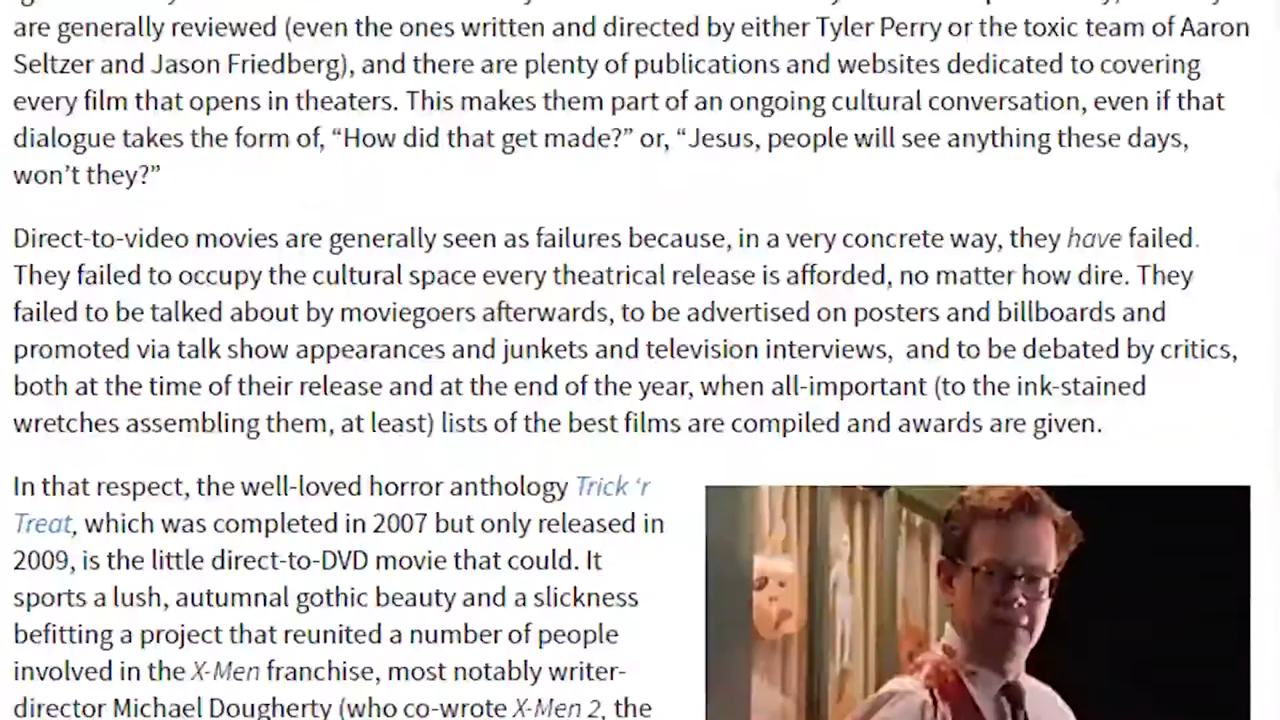 are generally reviewed (even the ones written and directed by either Tyler Perry or the toxic team of Aaron
Seltzer and Jason Friedberg), and there are plenty of publications and websites dedicated to covering
every film that opens in theaters. This makes them part of an ongoing cultural conversation, even if that
dialogue takes the form of, “How did that get made?” or, “Jesus, people will see anything these days,
won’t they?”
Direct-to-video movies are generally seen as failures because, in a very concrete way, they have failed.
They failed to occupy the cultural space every theatrical release is afforded, no matter how dire. They
failed to be talked about by moviegoers afterwards, to be advertised on posters and billboards and
promoted via talk show appearances and junkets and television interviews,  and to be debated by critics,
both at the time of their release and at the end of the year, when all-important (to the ink-stained
wretches assembling them, at least) lists of the best films are compiled and awards are given.
In that respect, the well-loved horror anthology Trick ‘r
Treat, which was completed in 2007 but only released in
2009, is the little direct-to-DVD movie that could. It
sports a lush, autumnal gothic beauty and a slickness
befitting a project that reunited a number of people
involved in the X-Men franchise, most notably writer-
director Michael Dougherty (who co-wrote X-Men 2, the